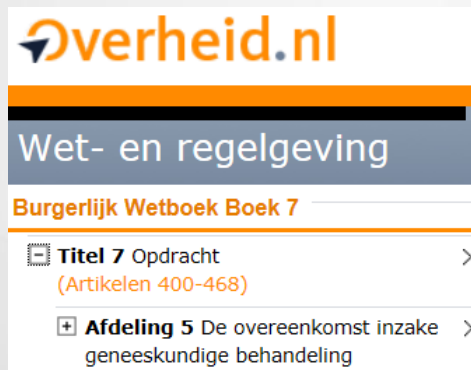 Overheid.nl
Wet- en regelgeving
Burgerlijk Wetboek Boek 7
Titel 7 Opdracht
(Artikelen 400-468)
Afdeling 5 De overeenkomst inzake
geneeskundige behandeling